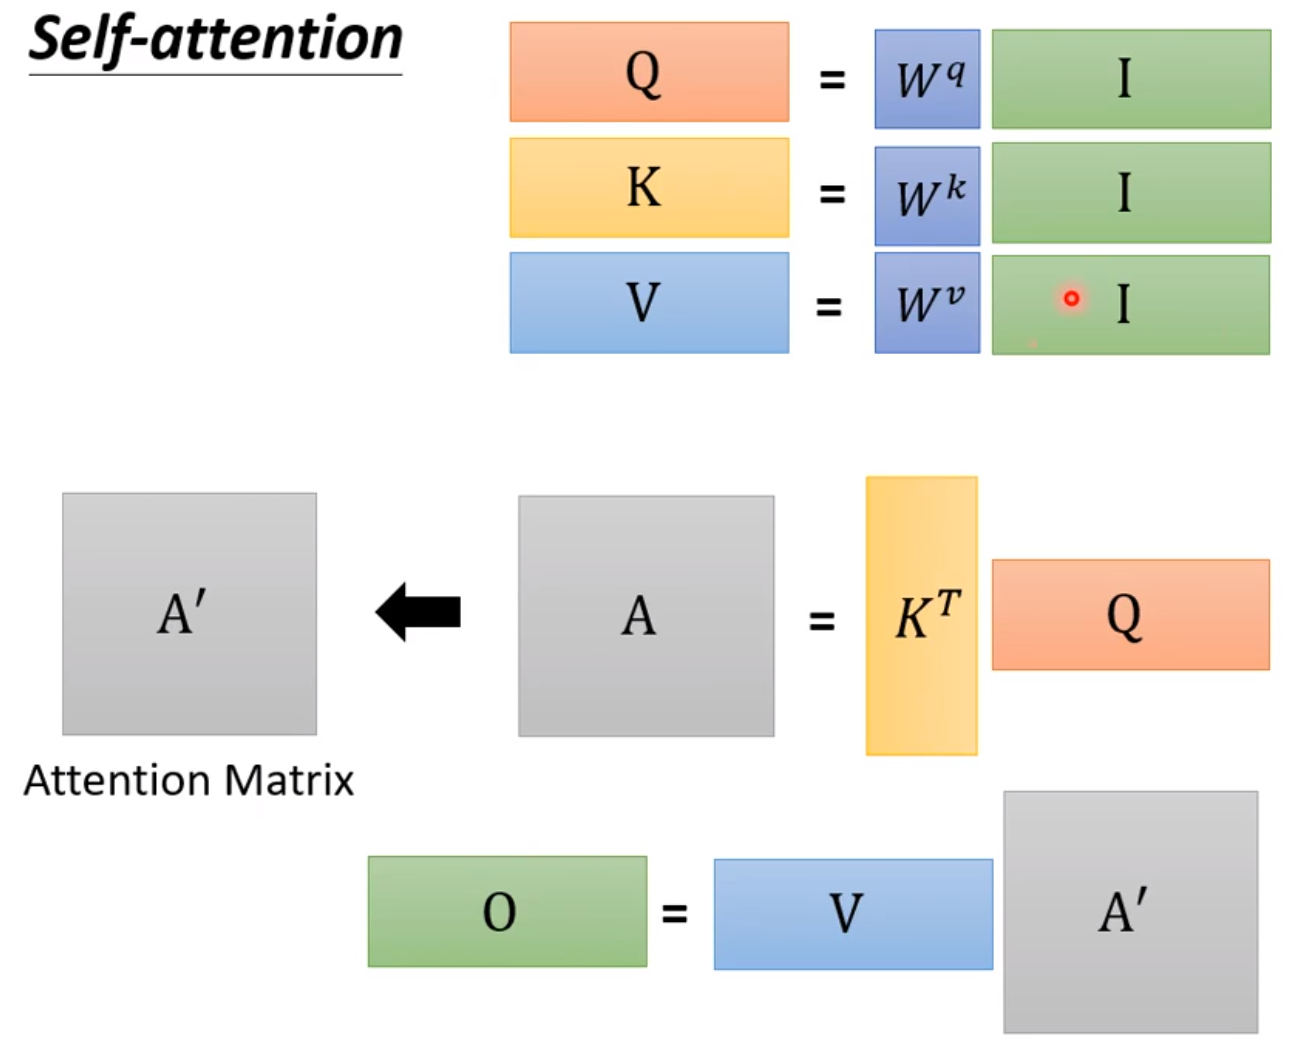 Self-attention
Q = W^q I
K = W^k I
V = W^v I
A′ A = K^T Q
Attention Matrix
O = V A′